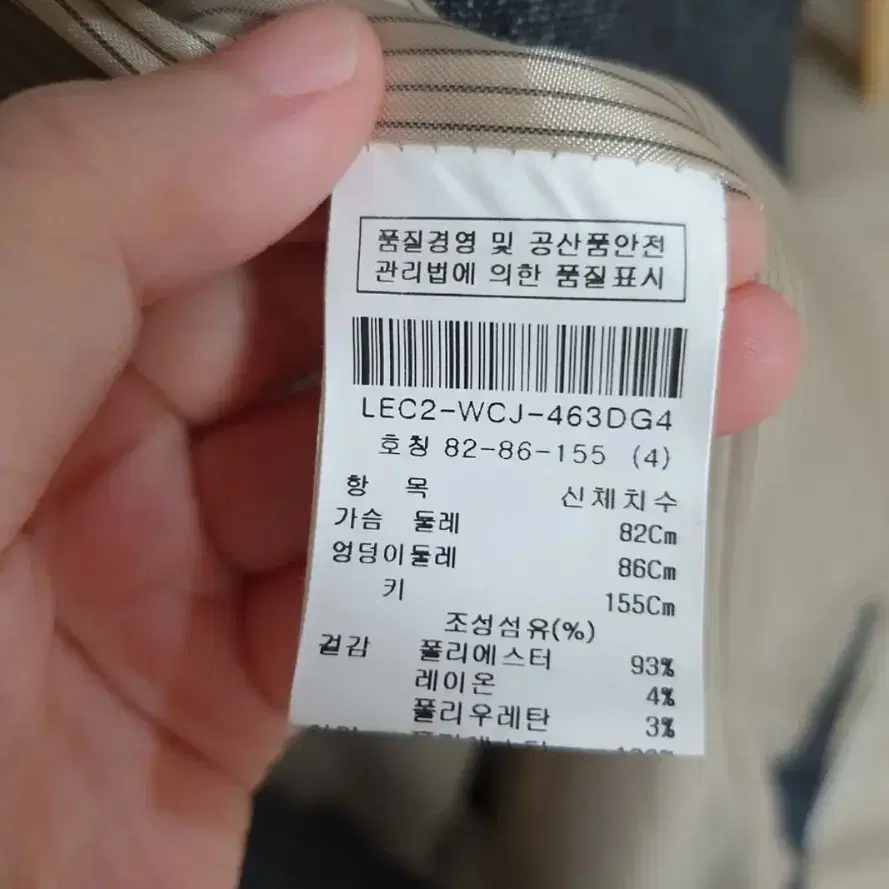 품질경영 및 공산품안전
관리법에 의한 품질표시
LEC2-WCJ-463DG4
호칭 82-86-155 (4)
항 목 신체치수
가슴 둘레 82Cm
엉덩이둘레 86Cm
키 155Cm
조성섬유(%)
겉감 폴리에스터 93%
레이온 4%
폴리우레탄 3%